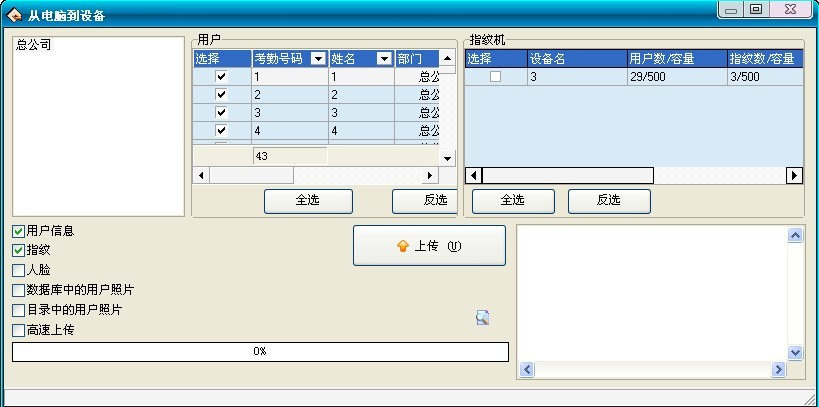 从电脑到设备
总公司
用户
选择 考勤号码 姓名 部门
1 1 总公
2 2 总公
3 3 总公
4 4 总公
43
全选 反选
指纹机
选择 设备名 用户数/容量 指纹数/容量
3 29/500 3/500
全选 反选
用户信息
指纹
人脸
数据库中的用户照片
目录中的用户照片
高速上传
上传 (U)
0%